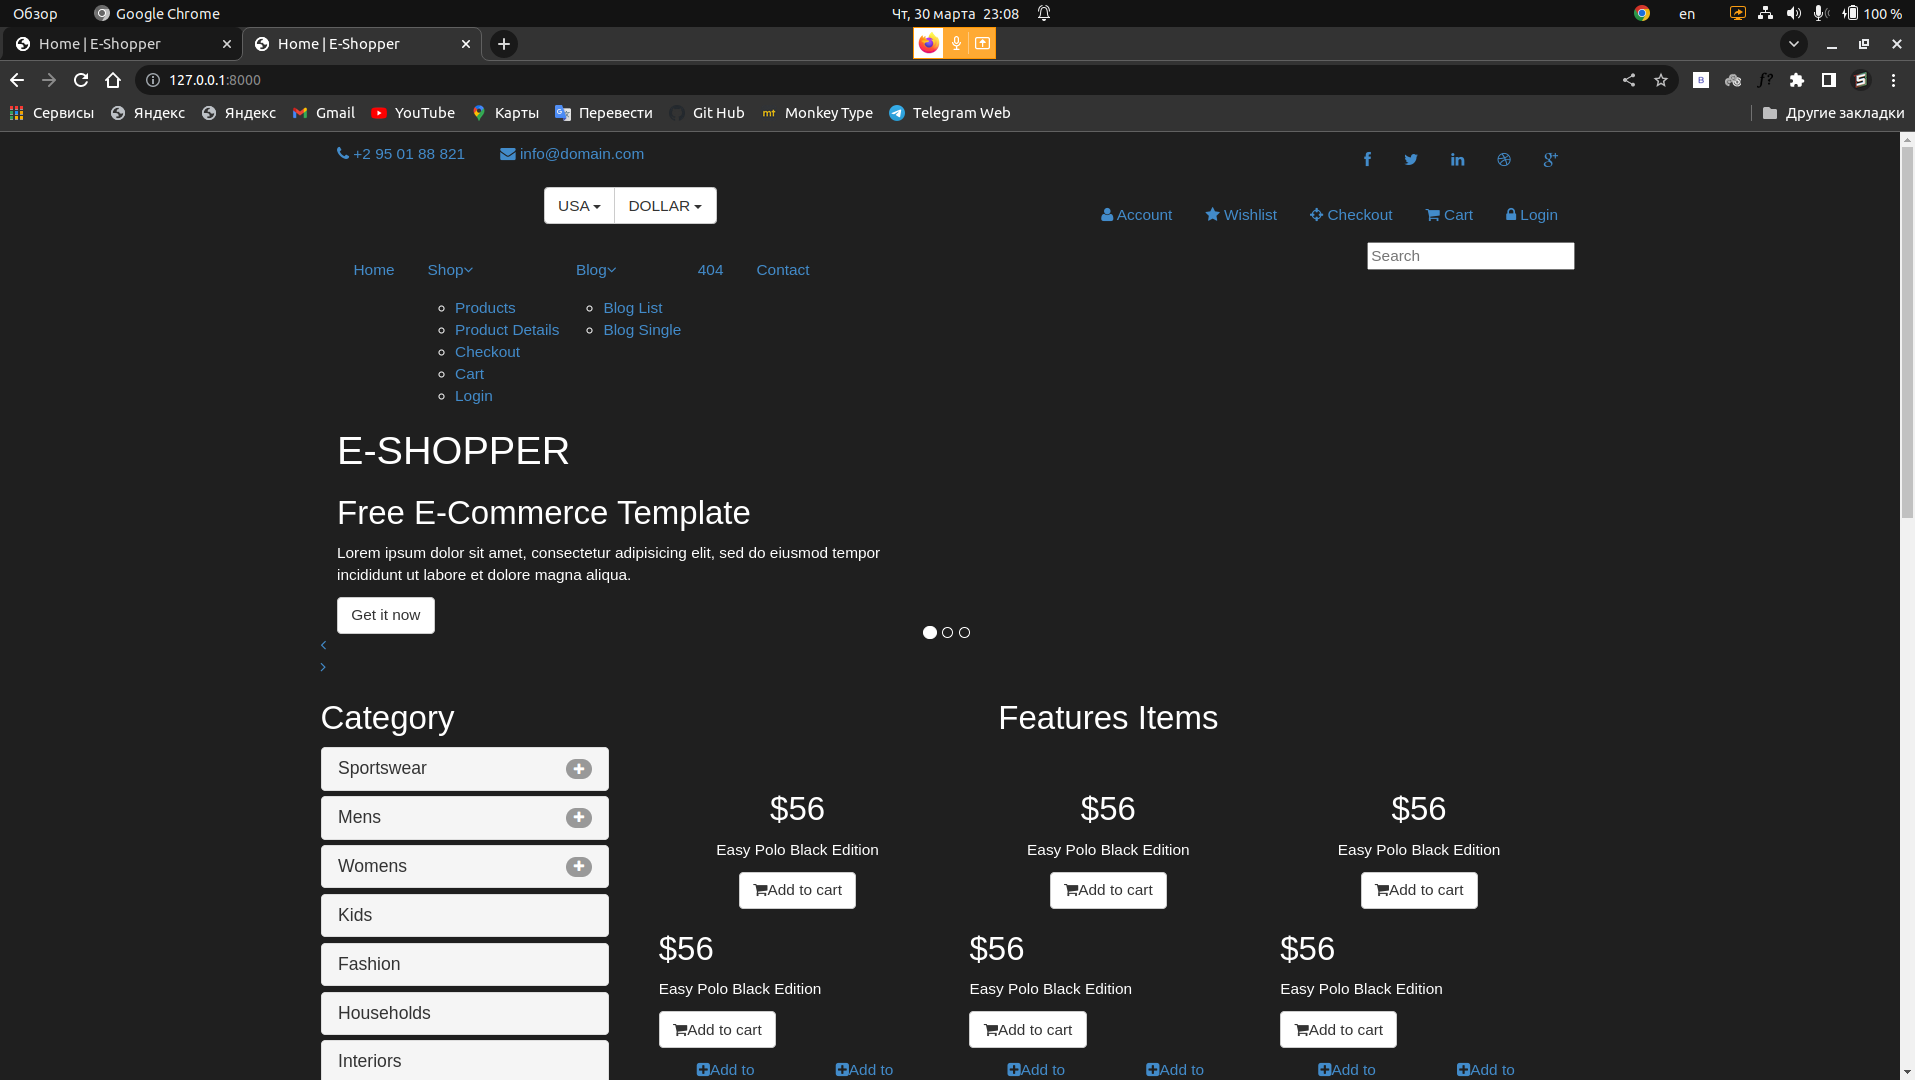 Обзор Google Chrome Чт, 30 марта 23:08 en 100 %
Home | E-Shopper Home | E-Shopper
127.0.0.1:8000
Сервисы Яндекс Яндекс Gmail YouTube Карты Перевести Git Hub Monkey Type Telegram Web Другие закладки
+2 95 01 88 821 info@domain.com
USA DOLLAR
Account Wishlist Checkout Cart Login
Search
Home Shop Blog 404 Contact
Products
Product Details
Checkout
Cart
Login
Blog List
Blog Single
E-SHOPPER
Free E-Commerce Template
Lorem ipsum dolor sit amet, consectetur adipisicing elit, sed do eiusmod tempor
incididunt ut labore et dolore magna aliqua.
Get it now
Category
Sportswear
Mens
Womens
Kids
Fashion
Households
Interiors
Features Items
$56 $56 $56
Easy Polo Black Edition Easy Polo Black Edition Easy Polo Black Edition
Add to cart Add to cart Add to cart
$56 $56 $56
Easy Polo Black Edition Easy Polo Black Edition Easy Polo Black Edition
Add to cart Add to cart Add to cart
Add to Add to Add to Add to Add to Add to